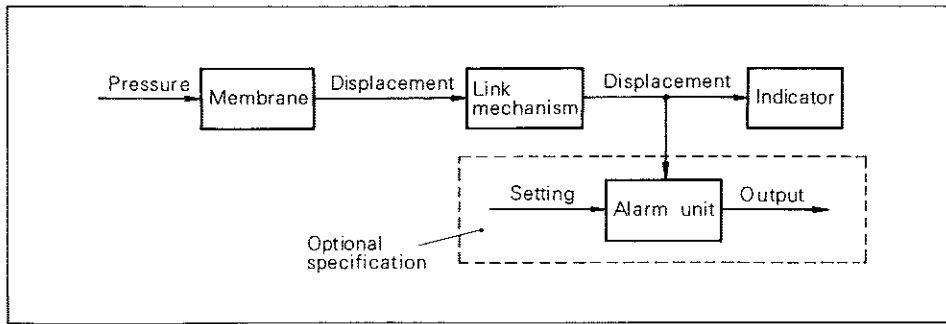 Pressure
Membrane
Displacement
Link
mechanism
Displacement
Indicator
Setting
Alarm unit
Output
Optional
specification